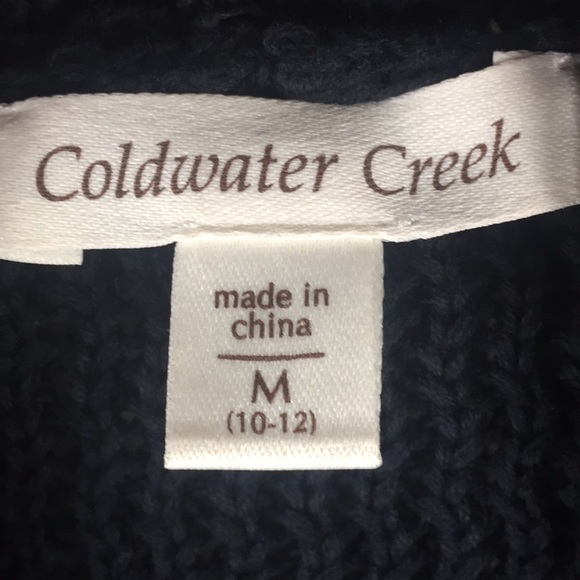 Coldwater Creek
made in
china
M
(10-12)